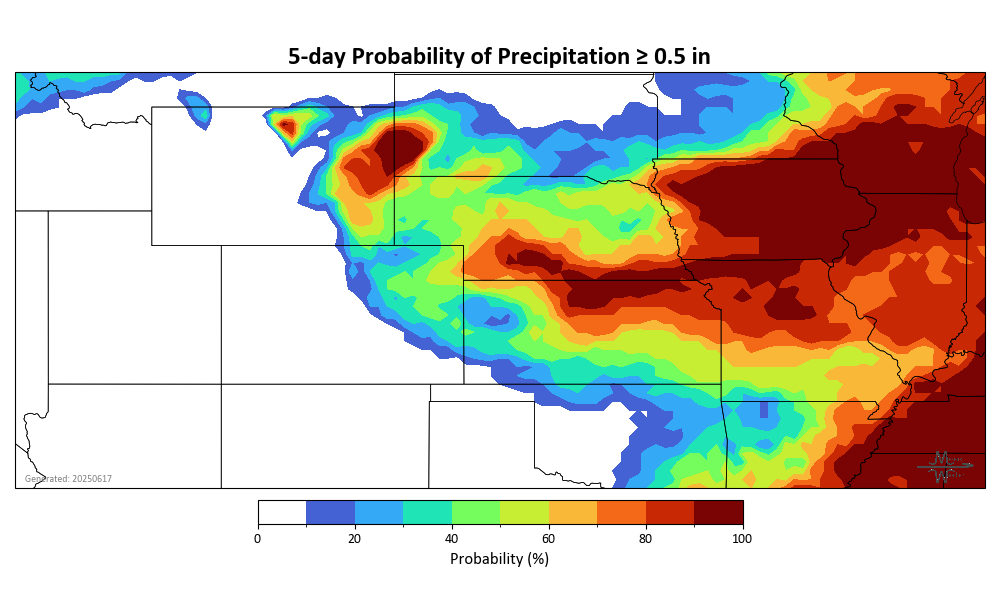 5-day Probability of Precipitation ≥ 0.5 in
Generated: 20250617
0 20 40 60 80 100
Probability (%)